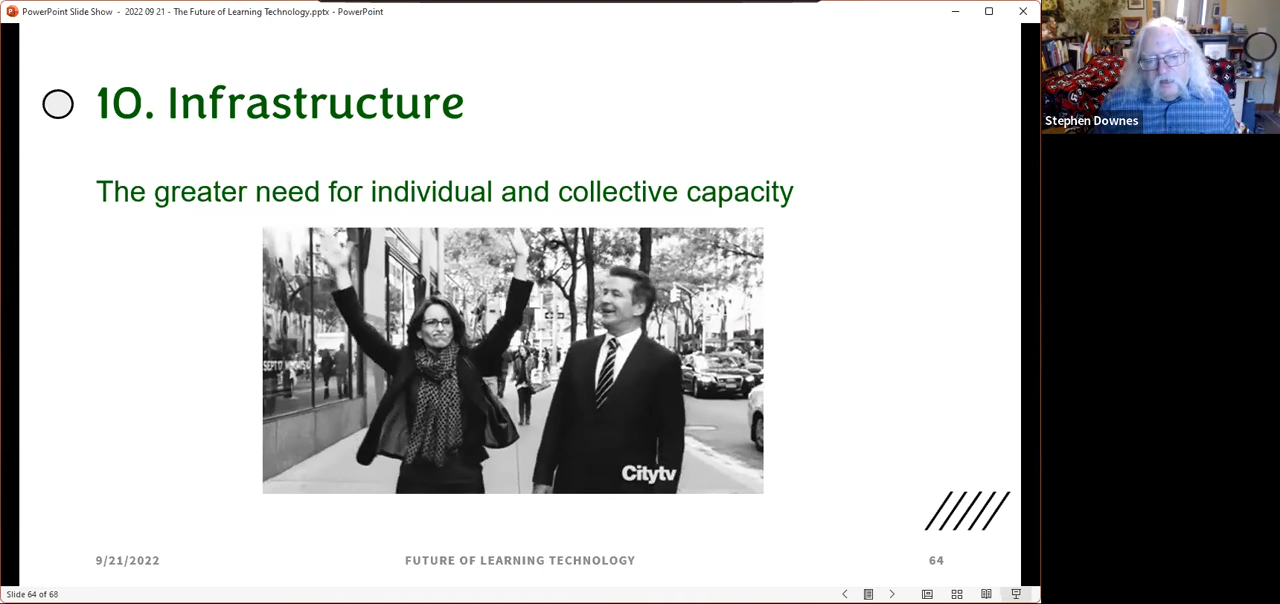 PowerPoint Slide Show - 2022 09 21 - The Future of Learning Technology.pptx - PowerPoint
10. Infrastructure
The greater need for individual and collective capacity
Citytv
9/21/2022
FUTURE OF LEARNING TECHNOLOGY
64
Slide 64 of 68
Stephen Downes